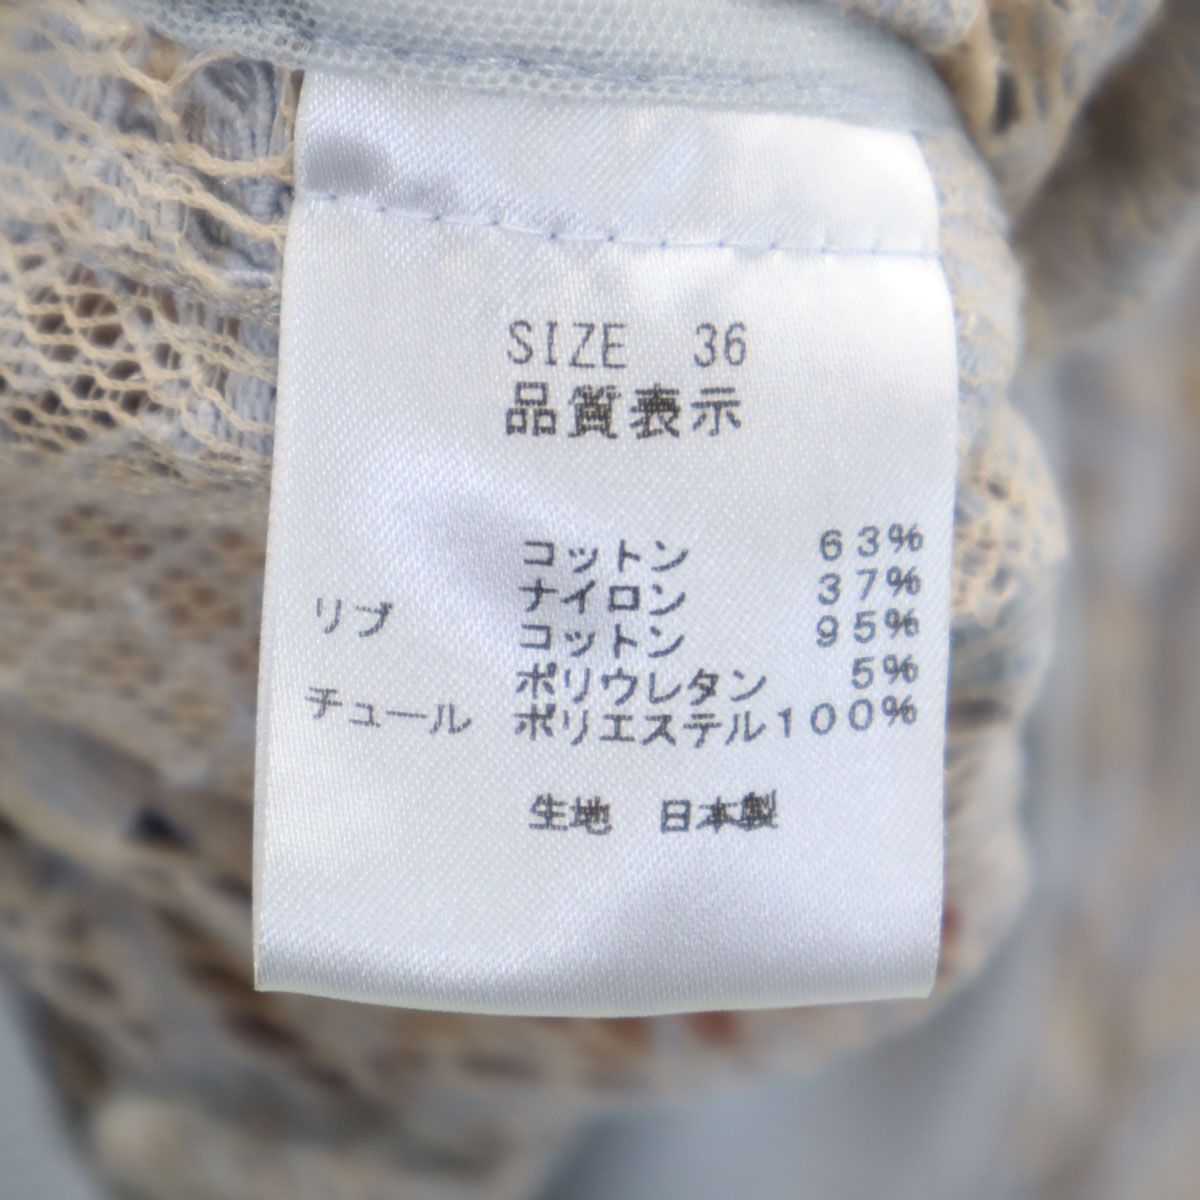 SIZE 36
品質表示
コットン 63%
ナイロン 37%
リブ コットン 95%
ポリウレタン 5%
チュール ポリエステル100%
生地 日本製